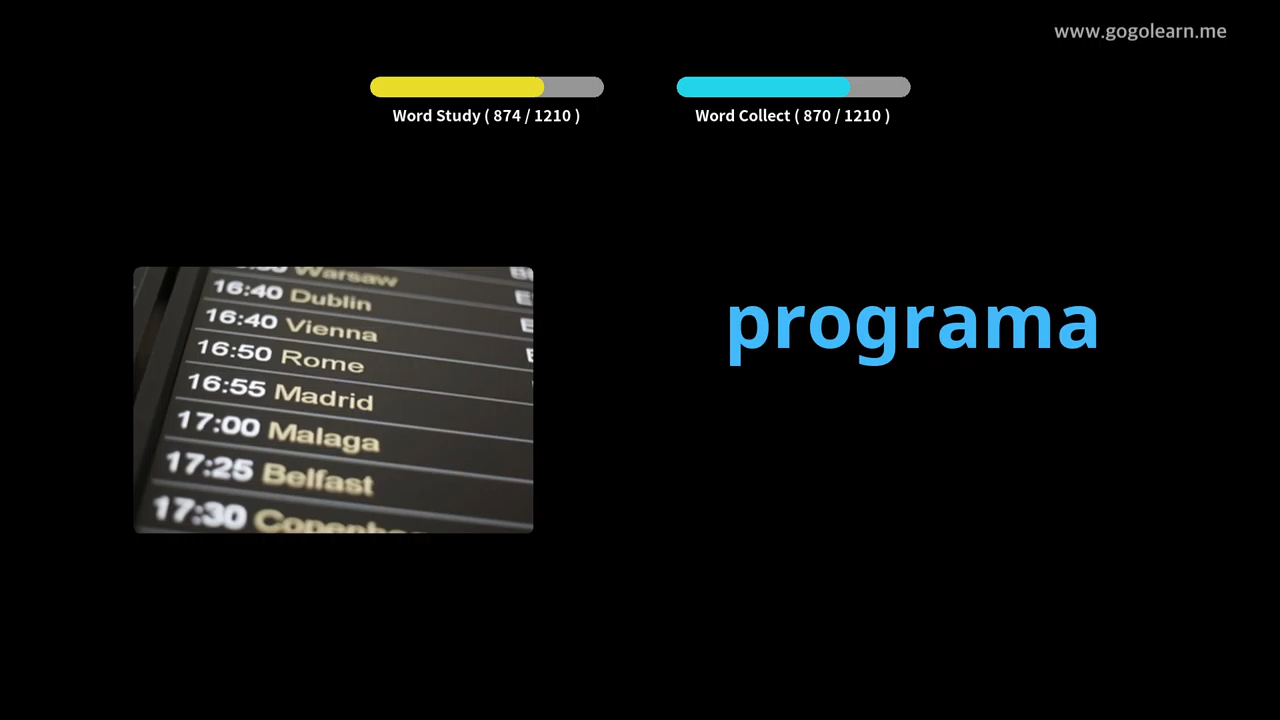 www.gogolearn.me
Word Study ( 874 / 1210 )
Word Collect ( 870 / 1210 )
Warsaw
16:40 Dublin
16:40 Vienna
16:50 Rome
16:55 Madrid
17:00 Malaga
17:25 Belfast
17:30
programa